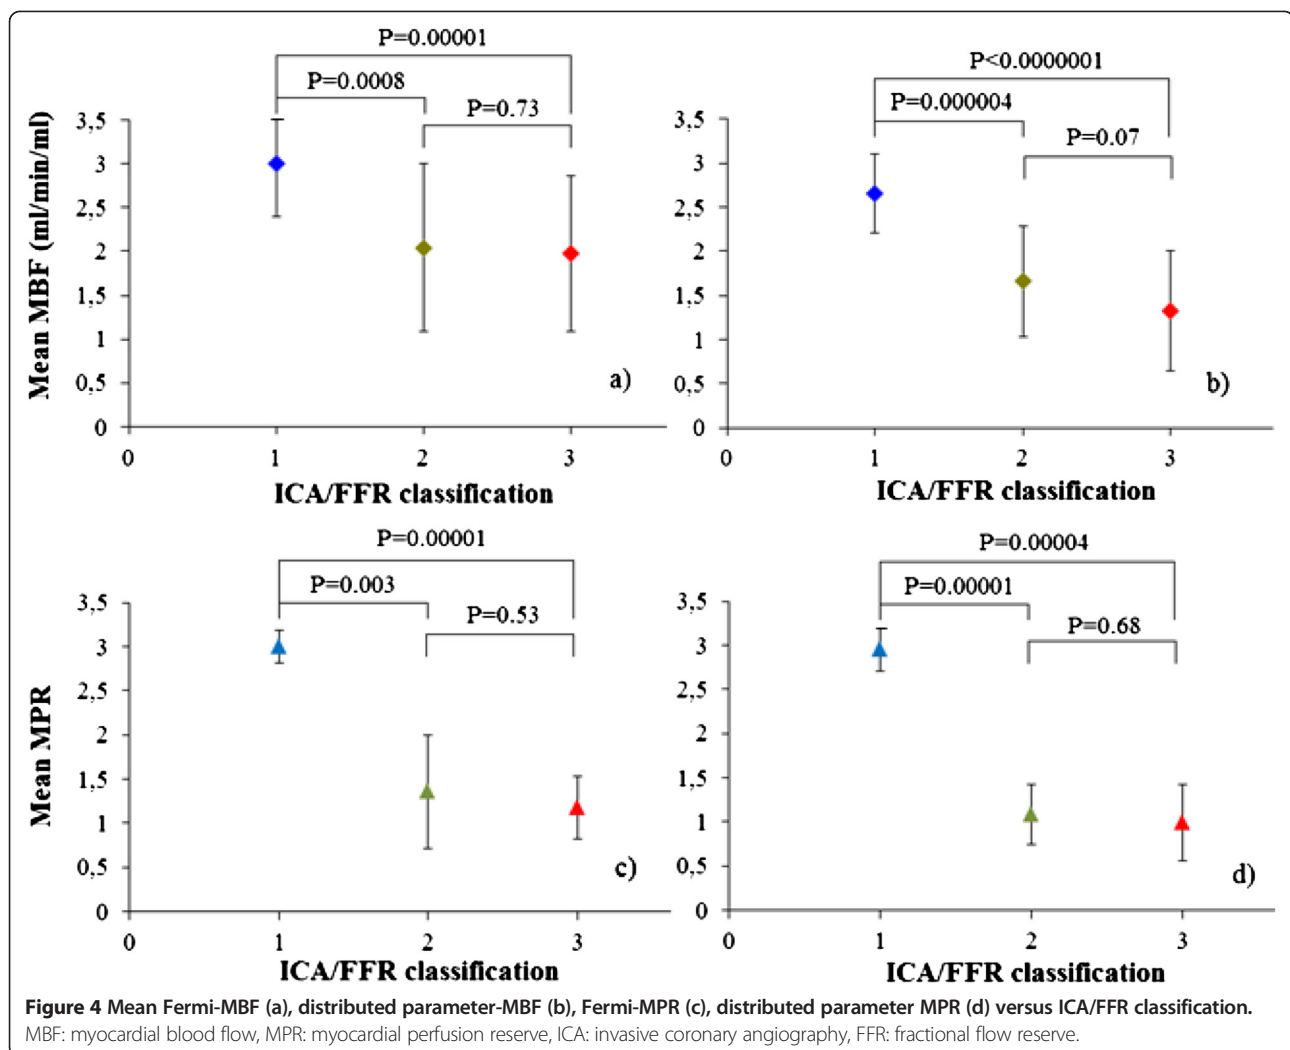 P=0.00001
P=0.0008
P=0.73
3,5
3
2,5
2
1,5
1
0,5
0
0 1 2 3
Mean MBF (ml/min/ml)
ICA/FFR classification
a)
P<0.0000001
P=0.000004
P=0.07
3,5
3
2,5
2
1,5
1
0,5
0
0 1 2 3
ICA/FFR classification
b)
P=0.00001
P=0.003
P=0.53
3,5
3
2,5
2
1,5
1
0,5
0
0 1 2 3
Mean MPR
ICA/FFR classification
c)
P=0.00004
P=0.00001
P=0.68
3,5
3
2,5
2
1,5
1
0,5
0
0 1 2 3
ICA/FFR classification
d)
Figure 4 Mean Fermi-MBF (a), distributed parameter-MBF (b), Fermi-MPR (c), distributed parameter MPR (d) versus ICA/FFR classification.
MBF: myocardial blood flow, MPR: myocardial perfusion reserve, ICA: invasive coronary angiography, FFR: fractional flow reserve.